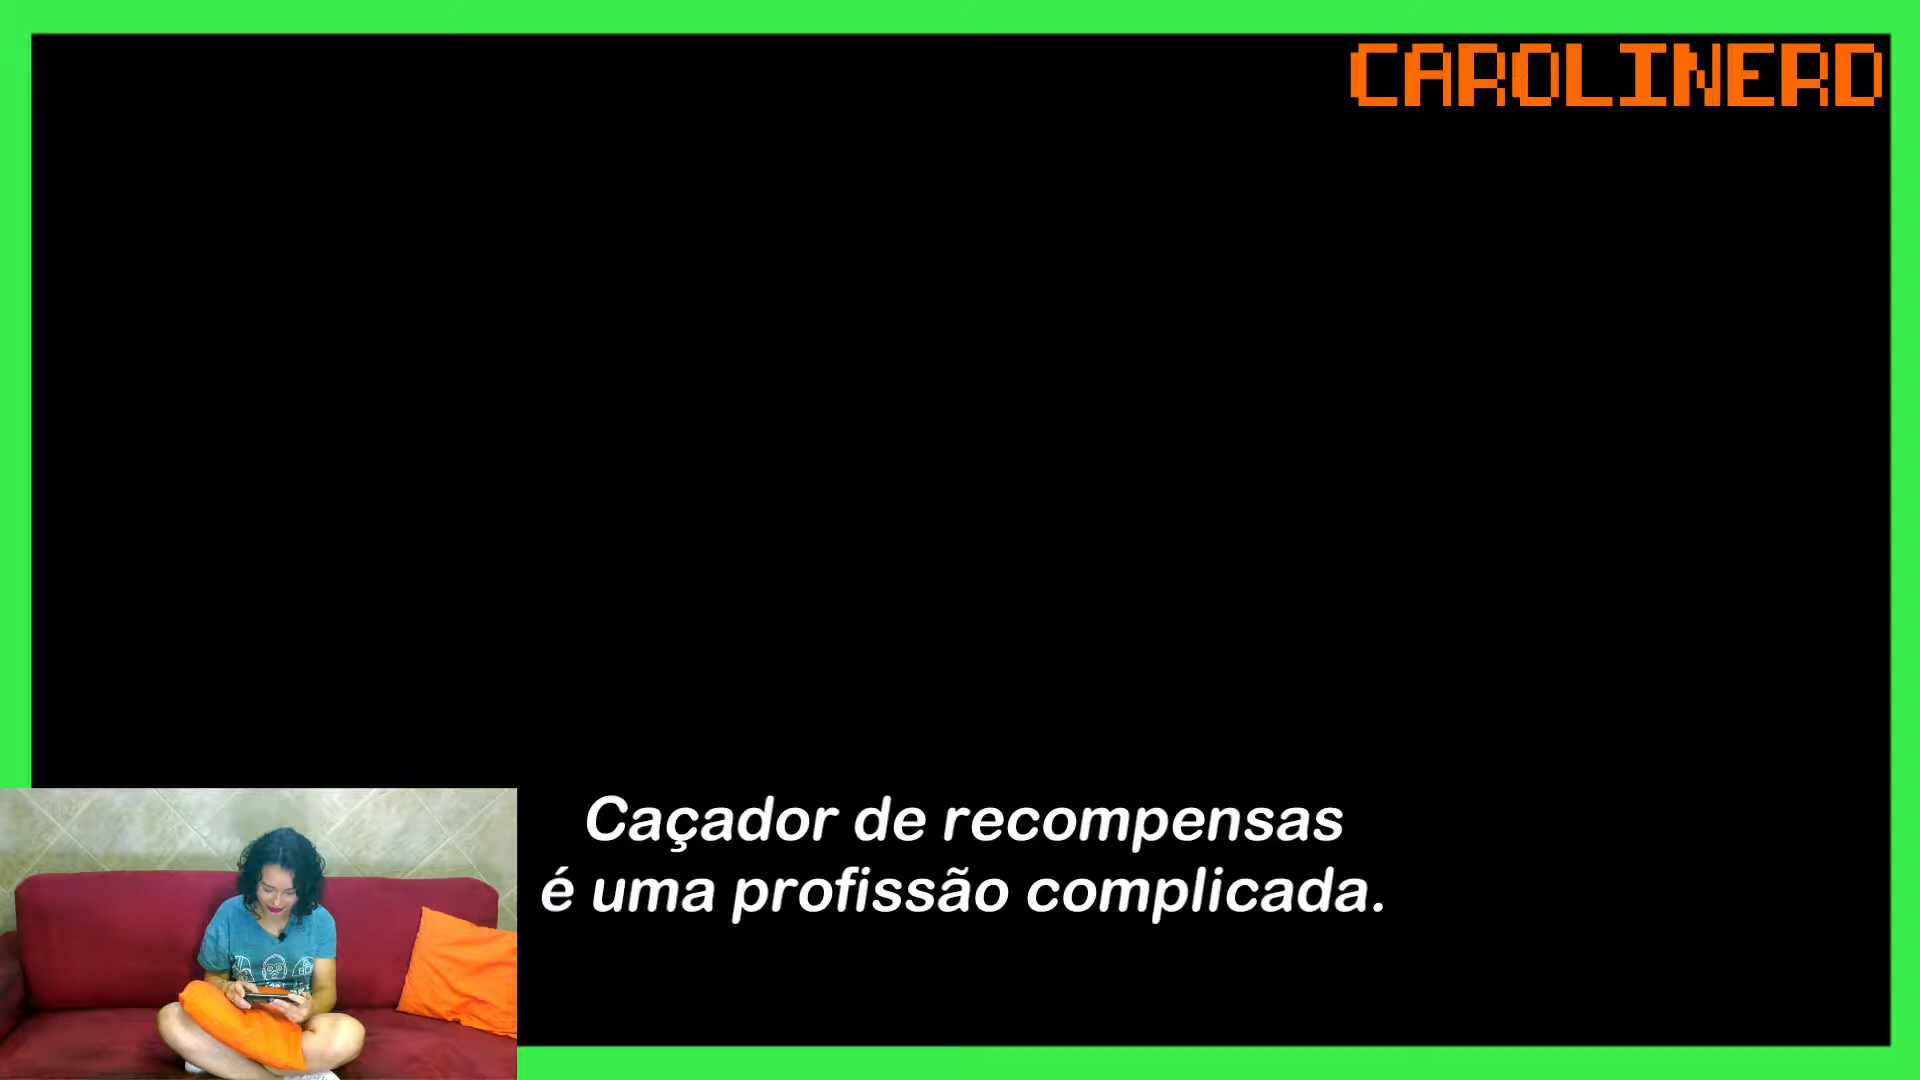 CAROLINERD
Caçador de recompensas
é uma profissão complicada.